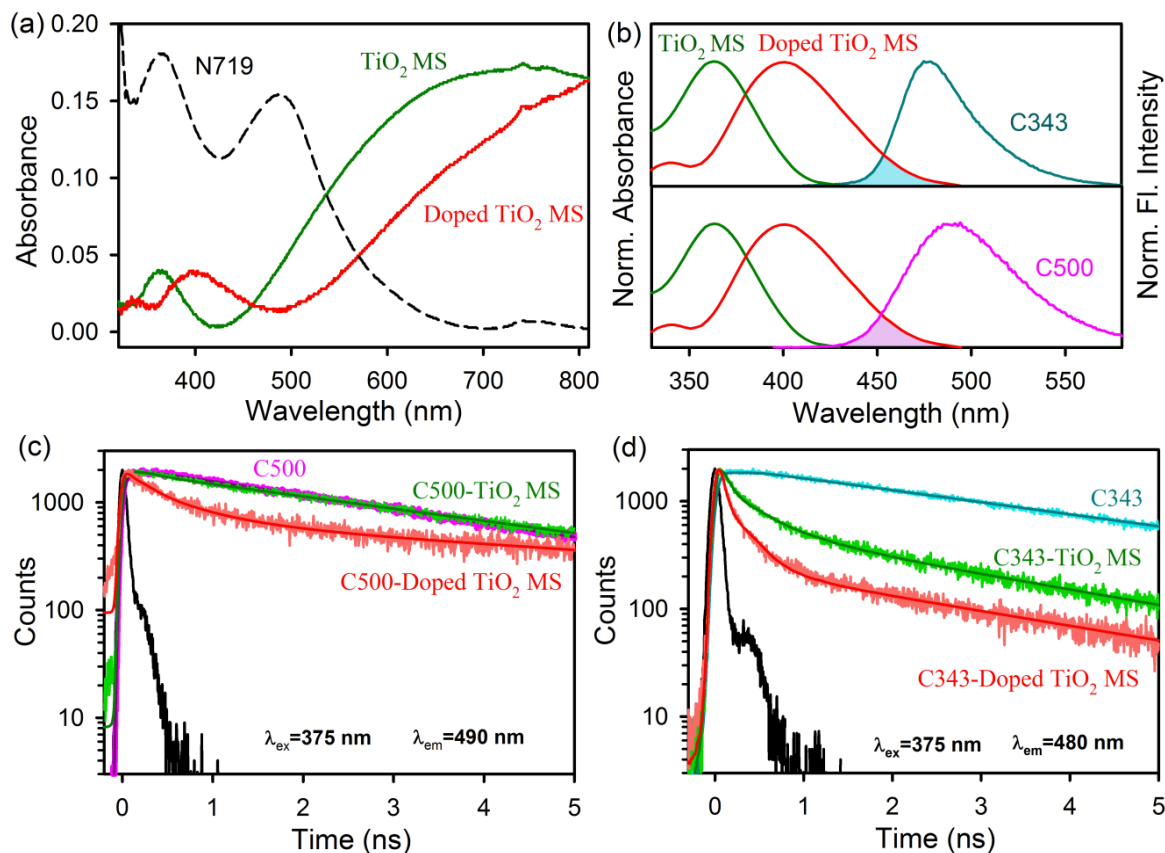 (a)
N719
TiO2 MS
Doped TiO2 MS
Absorbance
0.20
0.15
0.10
0.05
0.00
400 500 600 700 800
Wavelength (nm)
(b)
TiO2 MS
Doped TiO2 MS
C343
C500
Norm. Absorbance
Norm. Fl. Intensity
350 400 450 500 550
Wavelength (nm)
(c)
C500
C500-TiO2 MS
C500-Doped TiO2 MS
Counts
1000
100
10
λex=375 nm λem=490 nm
0 1 2 3 4 5
Time (ns)
(d)
C343
C343-TiO2 MS
C343-Doped TiO2 MS
Counts
1000
100
10
λex=375 nm λem=480 nm
0 1 2 3 4 5
Time (ns)